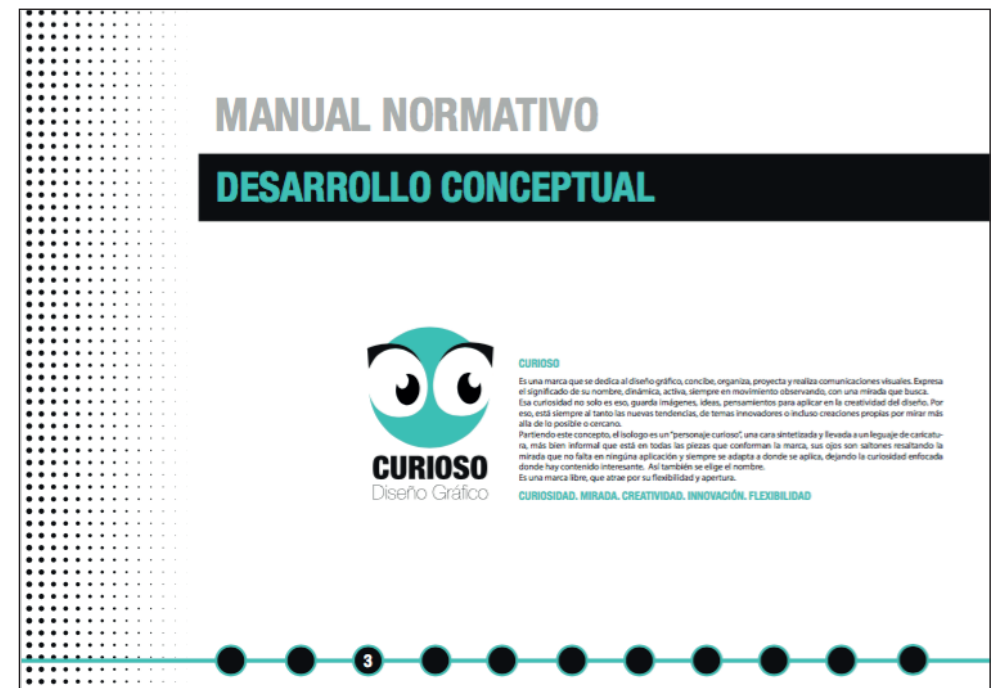 MANUAL NORMATIVO
DESARROLLO CONCEPTUAL
CURIOSO
Diseño Gráfico
CURIOSO
Es una marca que se dedica al diseño gráfico, concibe, organiza, proyecta y realiza comunicaciones visuales. Expresa
el significado de su nombre, dinámica, activa, siempre en movimiento observando, con una mirada que busca.
Esa curiosidad no solo es eso, guarda imágenes, ideas, pensamientos para aplicar en la creatividad del diseño. Por
eso, está siempre al tanto las nuevas tendencias, de temas innovadores o incluso creaciones propias por mirar más
alla de lo posible o cercano.
Partiendo este concepto, el isologo es un "personaje curioso", una cara sintetizada y llevada a un leguaje de caricatu-
ra, más bien informal que está en todas las piezas que conforman la marca, sus ojos son saltones resaltando la
mirada que no falta en ningúna aplicación y siempre se adapta a donde se aplica, dejando la curiosidad enfocada
donde hay contenido interesante. Así también se elige el nombre.
Es una marca libre, que atrae por su flexibilidad y apertura.
CURIOSIDAD. MIRADA. CREATIVIDAD. INNOVACIÓN. FLEXIBILIDAD
3